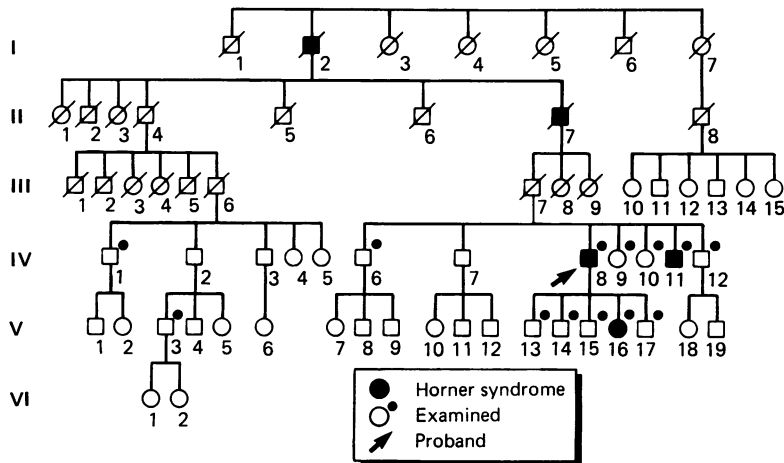 I
1 2 3 4 5 6 7
II
1 2 3 4 5 6 7 8
III
1 2 3 4 5 6 7 8 9 10 11 12 13 14 15
IV
1 2 3 4 5 6 7 8 9 10 11 12
V
1 2 3 4 5 6 7 8 9 10 11 12 13 14 15 16 17 18 19
VI
1 2
Horner syndrome
Examined
Proband